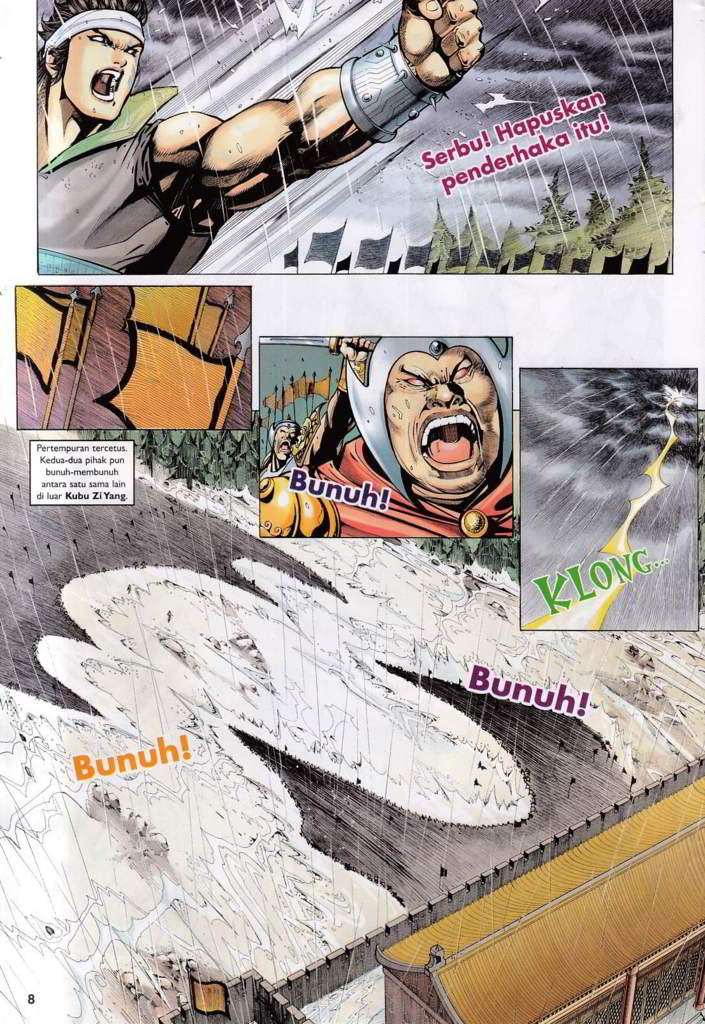 Serbu! Hapuskan
penderhaka itu!
Pertempuran tercetus.
Kedua-dua pihak pun
bunuh-membunuh
antara satu sama lain
di luar Kubu Zi Yang.
Bunuh!
KLONG...
Bunuh!
Bunuh!
8